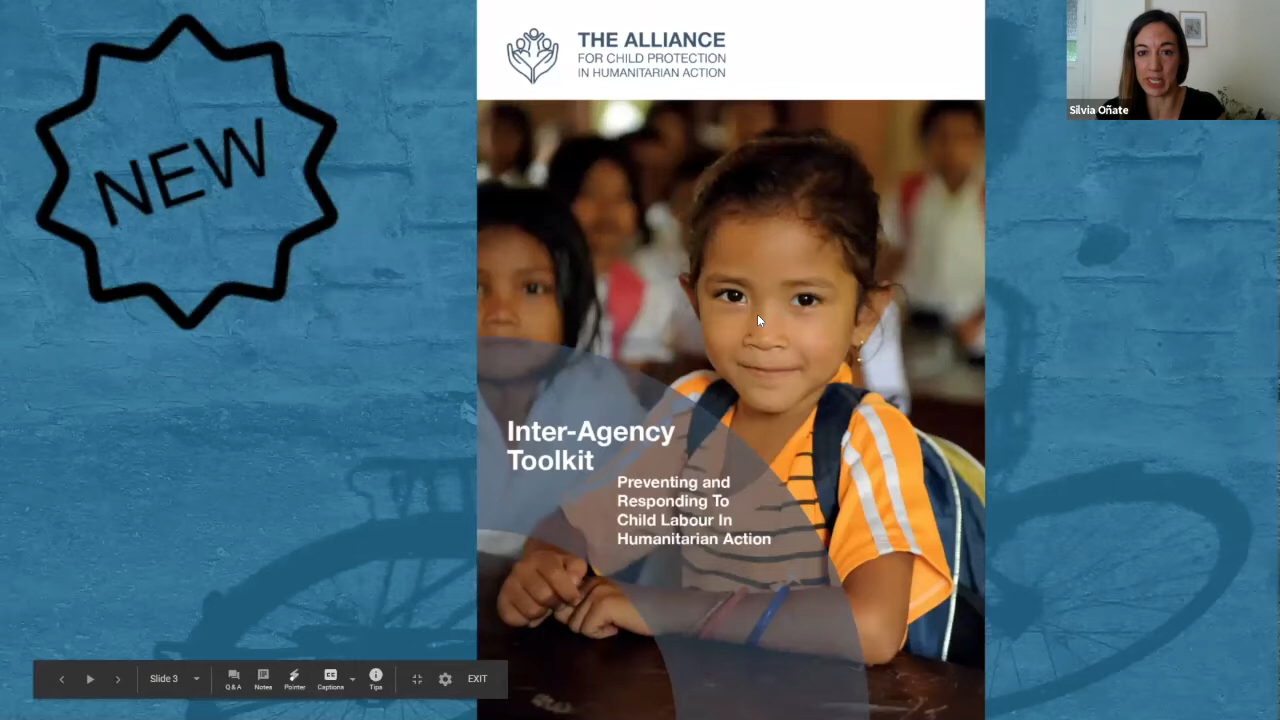 NEW
THE ALLIANCE
FOR CHILD PROTECTION
IN HUMANITARIAN ACTION
Silvia Oñate
Inter-Agency
Toolkit
Preventing and
Responding To
Child Labour In
Humanitarian Action
Slide 3
Q&A
Notes
Pointer
CC
Captions
Tips
EXIT